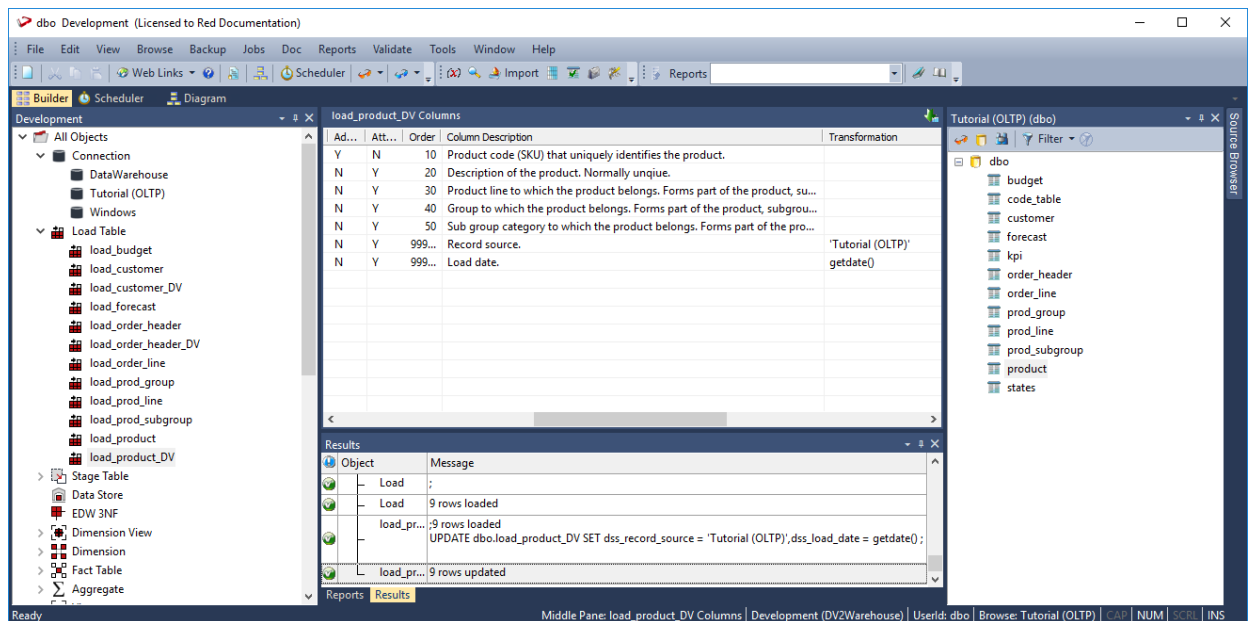 dbo Development (Licensed to Red Documentation)
File Edit View Browse Backup Jobs Doc Reports Validate Tools Window Help
Web Links Scheduler (x) Import Reports
Builder Scheduler Diagram
Development
All Objects
Connection
DataWarehouse
Tutorial (OLTP)
Windows
Load Table
load_budget
load_customer
load_customer_DV
load_forecast
load_order_header
load_order_header_DV
load_order_line
load_prod_group
load_prod_line
load_prod_subgroup
load_product
load_product_DV
Stage Table
Data Store
EDW 3NF
Dimension View
Dimension
Fact Table
Aggregate
load_product_DV Columns
Ad... Att... Order Column Description Transformation
Y N 10 Product code (SKU) that uniquely identifies the product.
N Y 20 Description of the product. Normally unqiue.
N Y 30 Product line to which the product belongs. Forms part of the product, su...
N Y 40 Group to which the product belongs. Forms part of the product, subgrou...
N Y 50 Sub group category to which the product belongs. Forms part of the pro...
N Y 999... Record source. 'Tutorial (OLTP)'
N Y 999... Load date. getdate()
Results
Object Message
Load ;
Load 9 rows loaded
load_pr... ;9 rows loaded
UPDATE dbo.load_product_DV SET dss_record_source = 'Tutorial (OLTP)',dss_load_date = getdate() ;
load_pr... 9 rows updated
Reports Results
Tutorial (OLTP) (dbo)
Filter
dbo
budget
code_table
customer
forecast
kpi
order_header
order_line
prod_group
prod_line
prod_subgroup
product
states
Source Browser
Ready Middle Pane: load_product_DV Columns Development (DV2Warehouse) UserId: dbo Browse: Tutorial (OLTP) CAP NUM SCRL INS